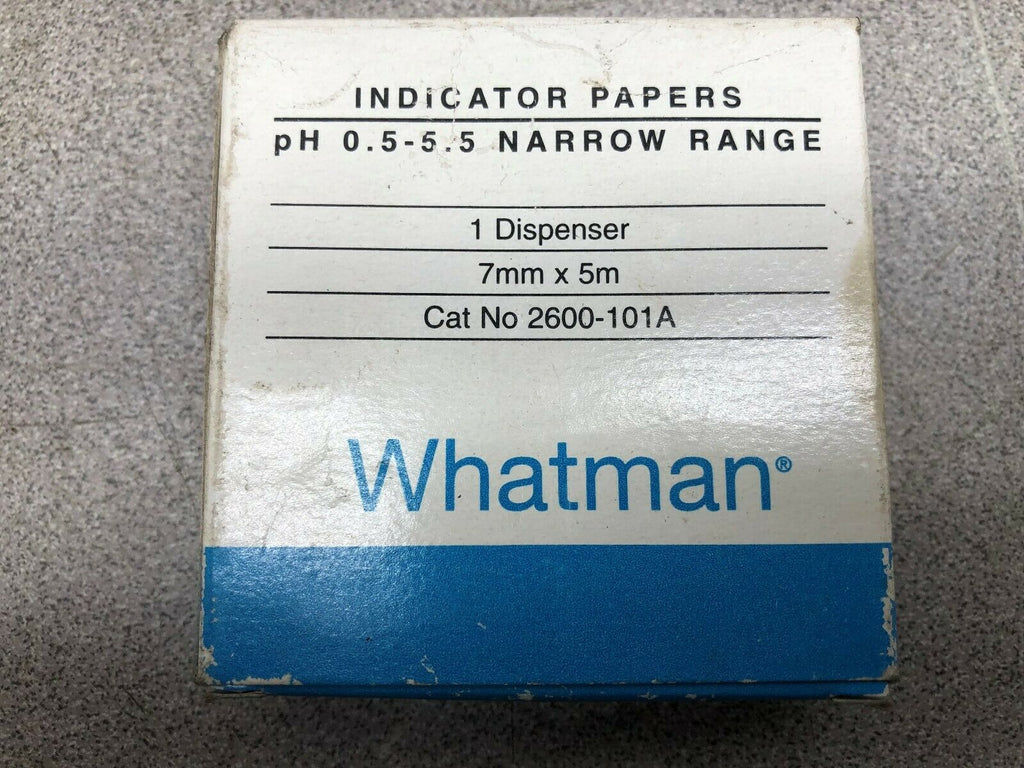 INDICATOR PAPERS
pH 0.5-5.5 NARROW RANGE
1 Dispenser
7mm x 5m
Cat No 2600-101A
Whatman®